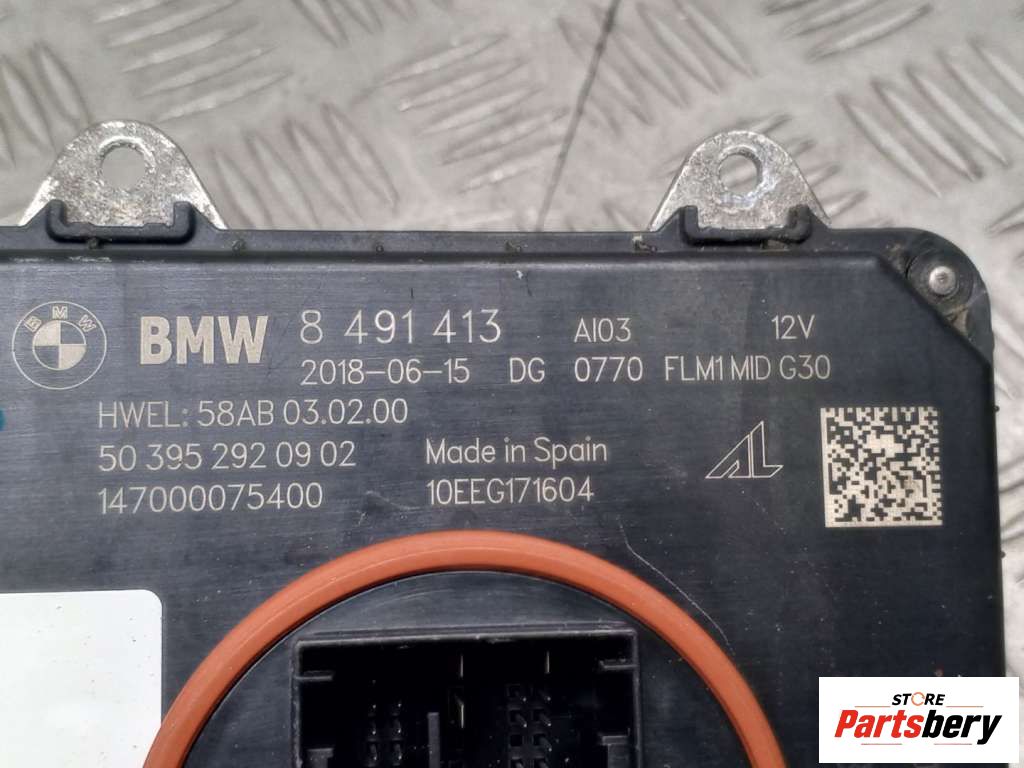 BMW BMW 8 491 413 AI03 12V
2018-06-15 DG 0770 FLM1 MID G30
HWEL: 58AB 03.02.00
50 395 292 09 02 Made in Spain AL
147000075400 10EEG171604
STORE
Partsbery